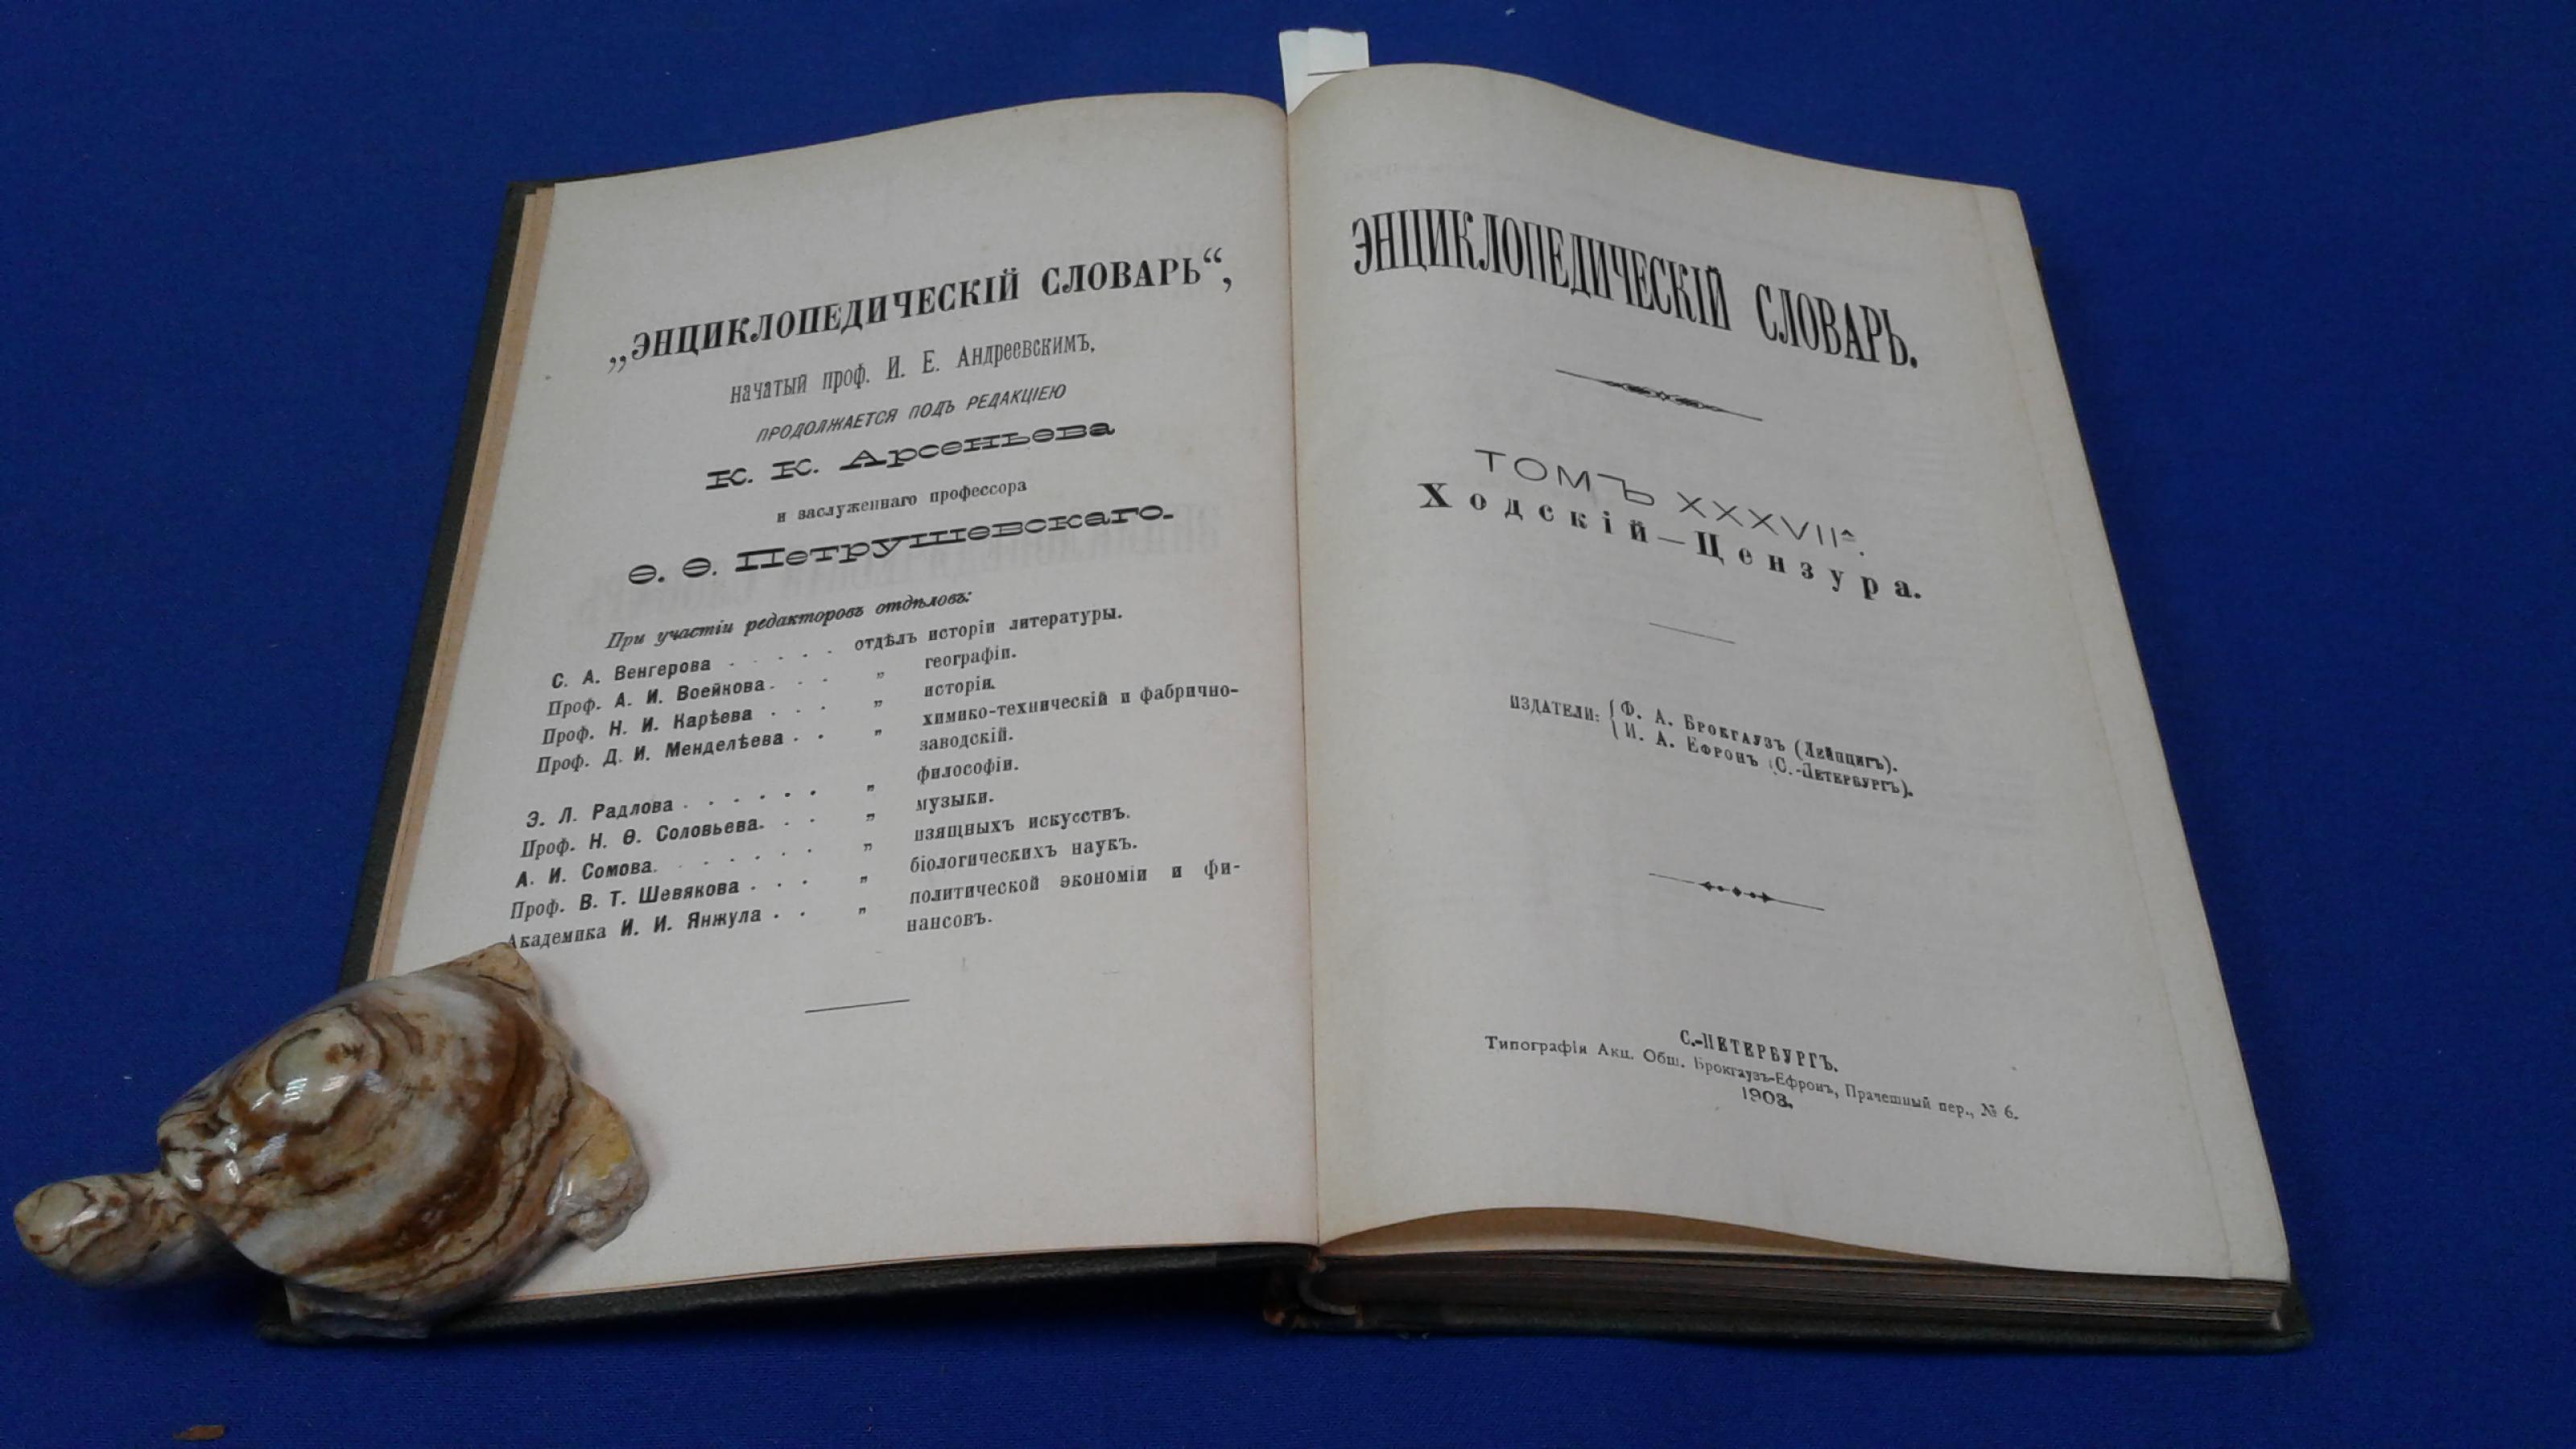 „ЭНЦИКЛОПЕДИЧЕСКІЙ СЛОВАРЬ“,
начатый проф. И. Е. Андреевскимъ,
ПРОДОЛЖАЕТСЯ ПОДЪ РЕДАКЦІЕЮ
К. К. Арсеньева
и заслуженнаго профессора
Ѳ. Ѳ. Петрушевскаго.
При участіи редакторовъ отдѣловъ:
С. А. Венгерова . . . . . отдѣлъ исторіи литературы.
Проф. А. И. Воейкова . . . „ географіи.
Проф. Н. И. Карѣева . . . „ исторіи.
Проф. Д. И. Менделѣева . . „ химико-техническій и фабрично-
заводскій.
Э. Л. Радлова . . . . . . „ философіи.
Проф. Н. Ѳ. Соловьева. . . „ музыки.
А. И. Сомова. . . . . . „ изящныхъ искусствъ.
Проф. В. Т. Шевякова . . . „ біологическихъ наукъ.
Академика И. И. Янжула . . „ политической экономіи и фи-
нансовъ.
ЭНЦИКЛОПЕДИЧЕСКІЙ СЛОВАРЬ.
ТОМЪ XXXVIIᴬ.
Ходскій—Цензура.
ИЗДАТЕЛИ: { Ф. А. Брокгаузъ (Лейпцигъ).
И. А. Ефронъ (С.-Петербургъ).
С.-ПЕТЕРБУРГЪ.
Типографія Акц. Общ. Брокгаузъ-Ефронъ, Прачешный пер., № 6.
1903.